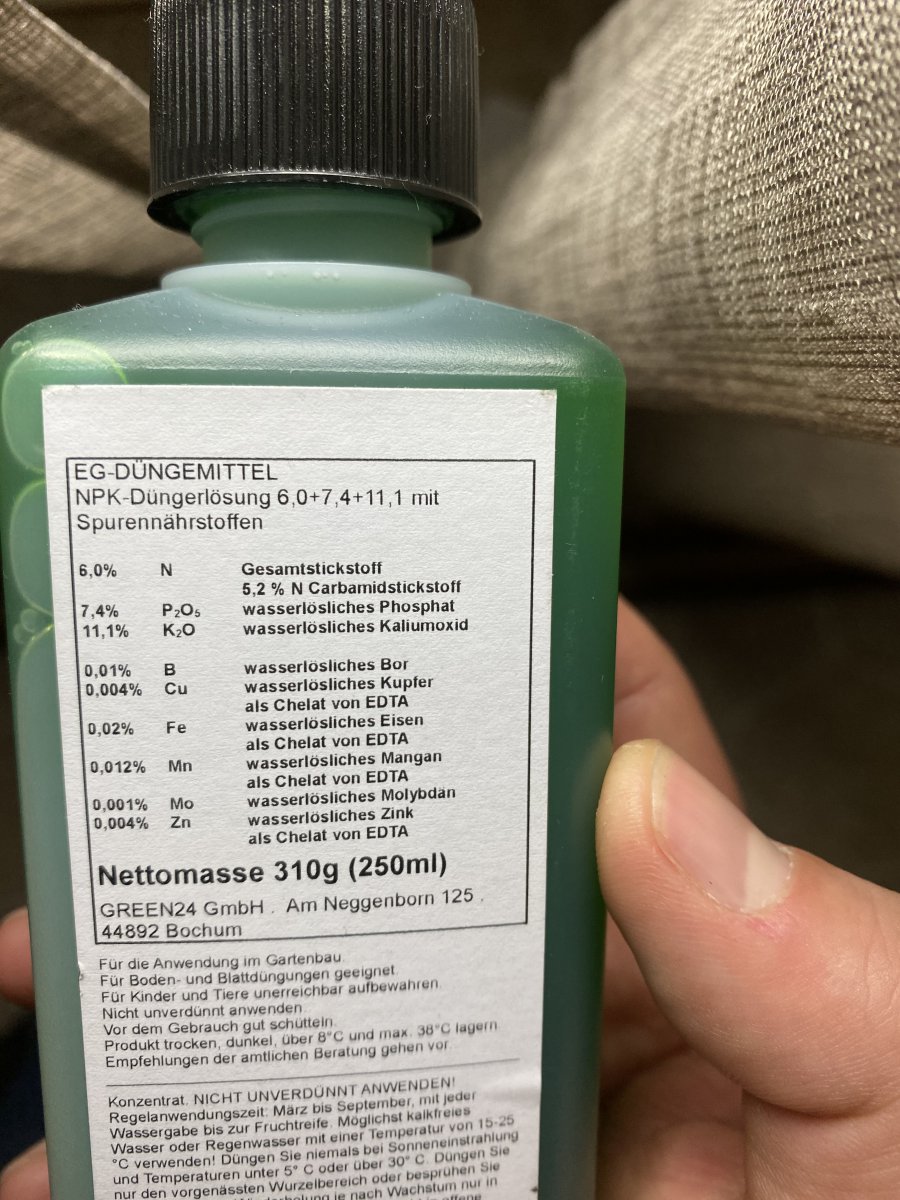 EG-DÜNGEMITTEL
NPK-Düngerlösung 6,0+7,4+11,1 mit
Spurennährstoffen
6,0% N Gesamtstickstoff
5,2 % N Carbamidstickstoff
7,4% P₂O₅ wasserlösliches Phosphat
11,1% K₂O wasserlösliches Kaliumoxid
0,01% B wasserlösliches Bor
0,004% Cu wasserlösliches Kupfer
als Chelat von EDTA
0,02% Fe wasserlösliches Eisen
als Chelat von EDTA
0,012% Mn wasserlösliches Mangan
als Chelat von EDTA
0,001% Mo wasserlösliches Molybdän
0,004% Zn wasserlösliches Zink
als Chelat von EDTA
Nettomasse 310g (250ml)
GREEN24 GmbH . Am Neggenborn 125 .
44892 Bochum
Für die Anwendung im Gartenbau.
Für Boden- und Blattdüngungen geeignet.
Für Kinder und Tiere unerreichbar aufbewahren.
Nicht unverdünnt anwenden.
Vor dem Gebrauch gut schütteln.
Produkt trocken, dunkel, über 8°C und max. 38°C lagern.
Empfehlungen der amtlichen Beratung gehen vor.
Konzentrat. NICHT UNVERDÜNNT ANWENDEN!
Regelanwendungszeit: März bis September, mit jeder
Wassergabe bis zur Fruchtreife. Möglichst kalkfreies
Wasser oder Regenwasser mit einer Temperatur von 15-25
°C verwenden! Düngen Sie niemals bei Sonneneinstrahlung
und Temperaturen unter 5° C oder über 30° C. Düngen Sie
nur den vorgenässten Wurzelbereich oder besprühen Sie
je nach Wachstum nur in